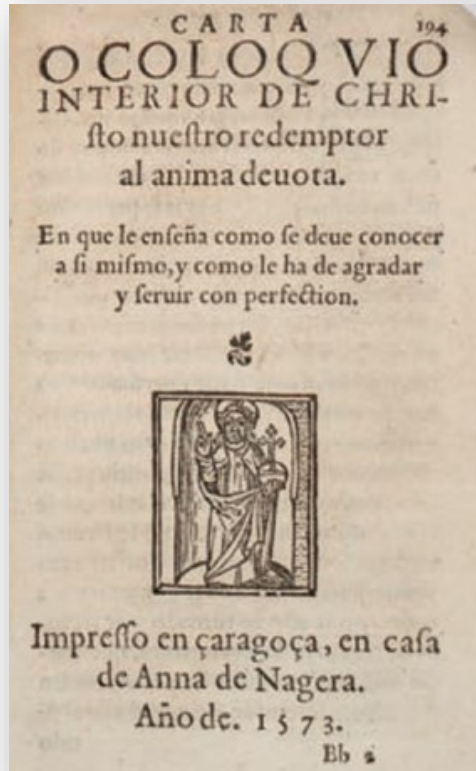 CARTA 194
O COLOQVIO
INTERIOR DE CHRI-
ſto nueſtro redemptor
al anima deuota.
En que le enſeña como ſe deue conocer
a ſi miſmo, y como le ha de agradar
y ſeruir con perfection.
Impreſſo en çaragoça, en caſa
de Anna de Nagera.
Año de. 1573.
Bb 2